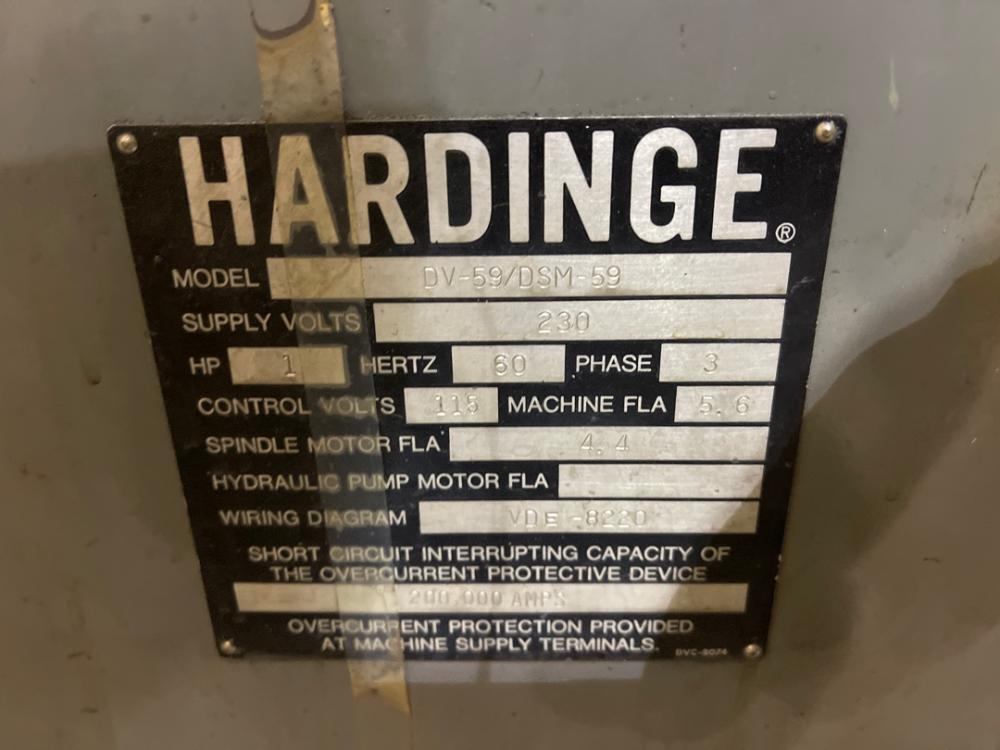 HARDINGE®
MODEL DV-59/DSM-59
SUPPLY VOLTS 230
HP 1 HERTZ 60 PHASE 3
CONTROL VOLTS 115 MACHINE FLA 5.6
SPINDLE MOTOR FLA 4.4
HYDRAULIC PUMP MOTOR FLA
WIRING DIAGRAM VDE-8220
SHORT CIRCUIT INTERRUPTING CAPACITY OF
THE OVERCURRENT PROTECTIVE DEVICE
200,000 AMPS
OVERCURRENT PROTECTION PROVIDED
AT MACHINE SUPPLY TERMINALS.